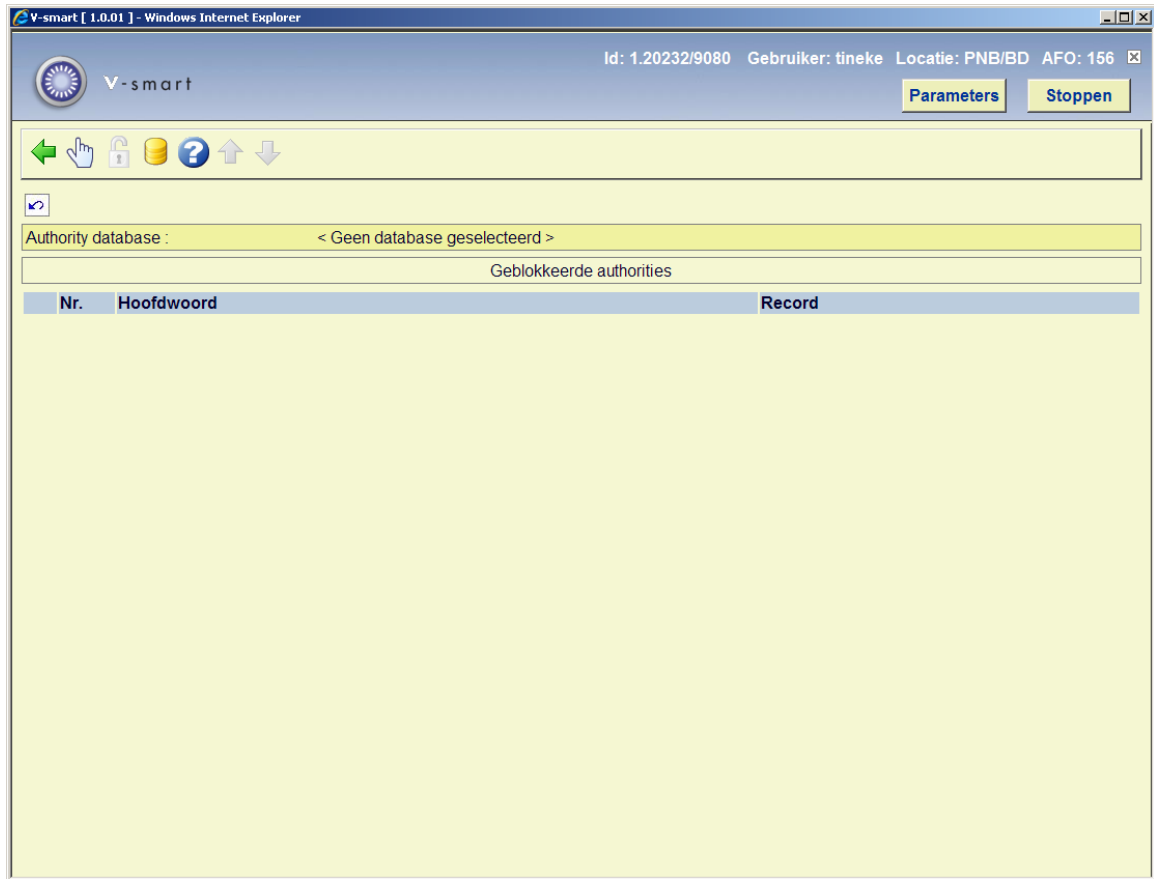 V-smart [ 1.0.01 ] - Windows Internet Explorer
Id: 1.20232/9080 Gebruiker: tineke Locatie: PNB/BD AFO: 156
V-smart
Parameters Stoppen
Authority database : < Geen database geselecteerd >
Geblokkeerde authorities
Nr. Hoofdwoord Record